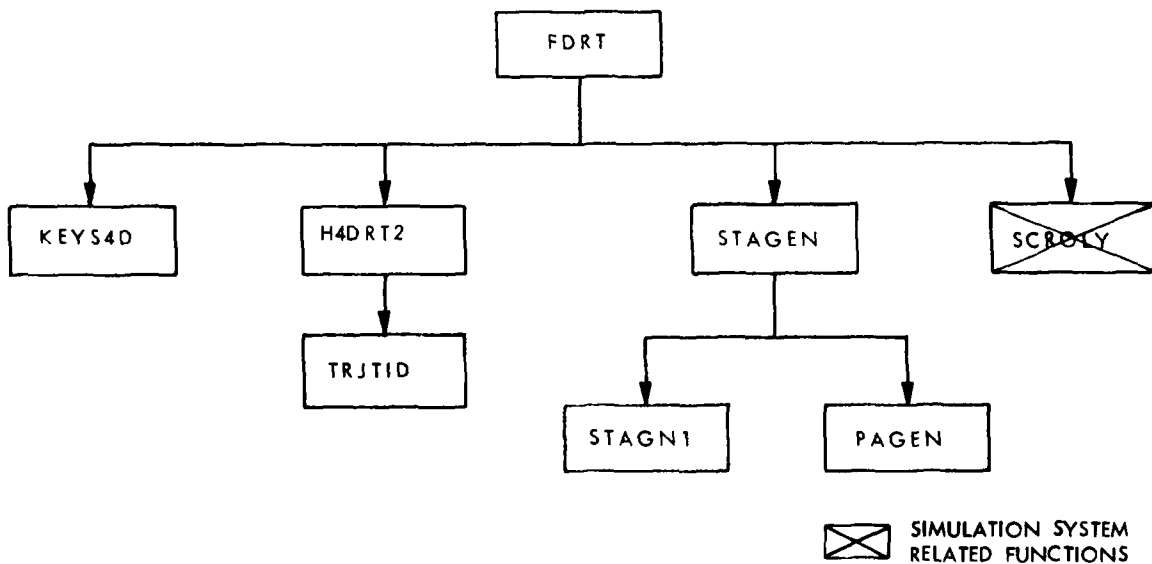 FDRT
KEYS4D
H4DRT2
STAGEN
SCROLY
TRJTID
STAGN1
PAGEN
SIMULATION SYSTEM
RELATED FUNCTIONS